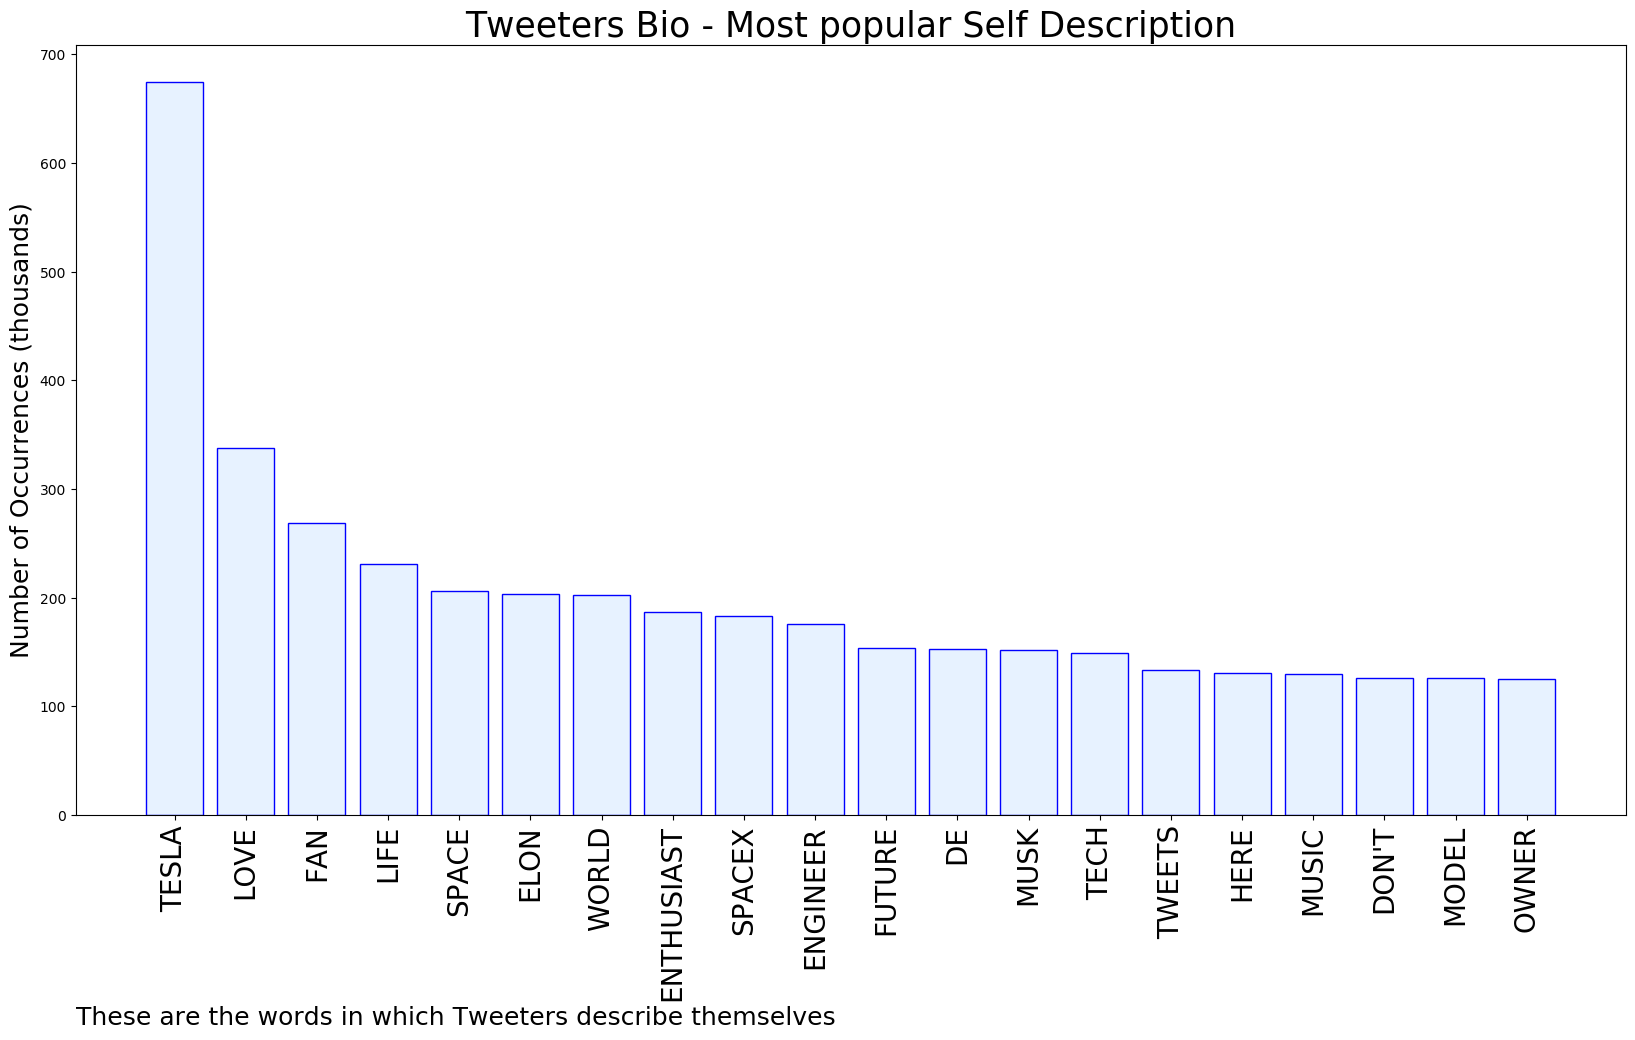 Tweeters Bio - Most popular Self Description
Number of Occurrences (thousands)
700
600
500
400
300
200
100
0
TESLA
LOVE
FAN
LIFE
SPACE
ELON
WORLD
ENTHUSIAST
SPACEX
ENGINEER
FUTURE
DE
MUSK
TECH
TWEETS
HERE
MUSIC
DON'T
MODEL
OWNER
These are the words in which Tweeters describe themselves